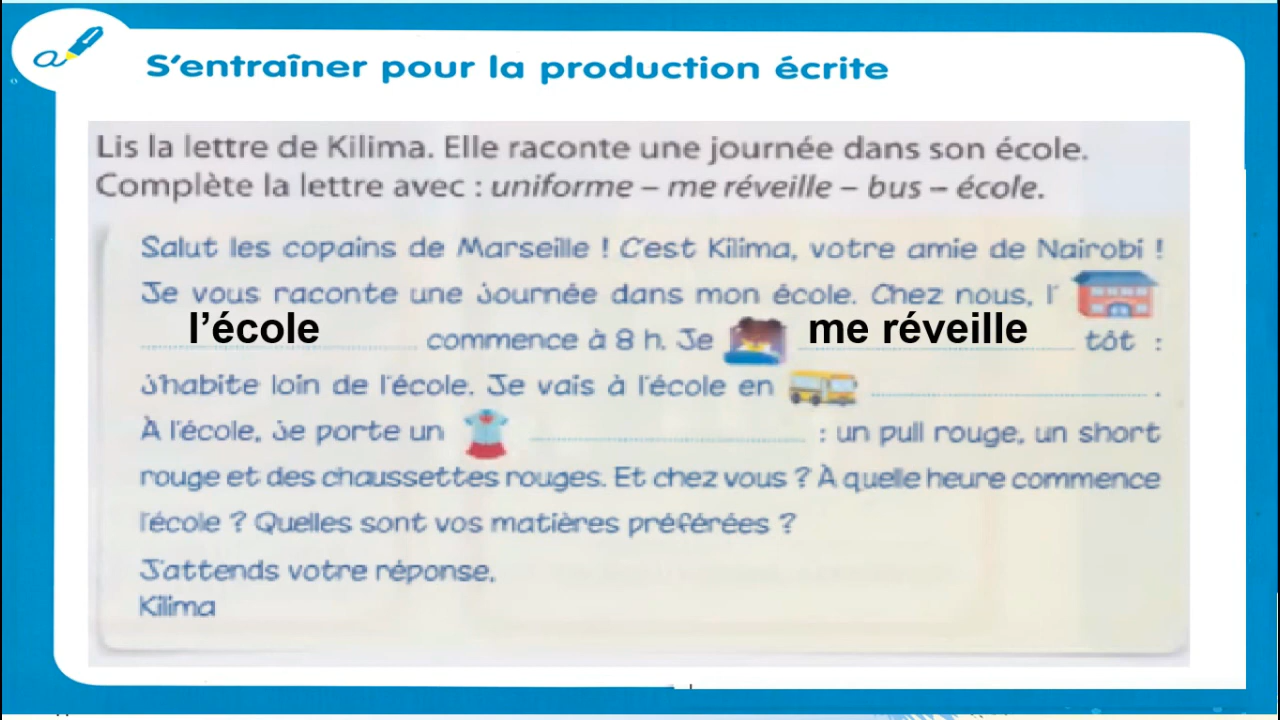 S'entraîner pour la production écrite
Lis la lettre de Kilima. Elle raconte une journée dans son école.
Complète la lettre avec : uniforme – me réveille – bus – école.
Salut les copains de Marseille ! C'est Kilima, votre amie de Nairobi !
Je vous raconte une journée dans mon école. Chez nous, l'
l'école commence à 8 h. Je me réveille tôt :
j'habite loin de l'école. Je vais à l'école en .
À l'école, je porte un : un pull rouge, un short
rouge et des chaussettes rouges. Et chez vous ? À quelle heure commence
l'école ? Quelles sont vos matières préférées ?
J'attends votre réponse.
Kilima